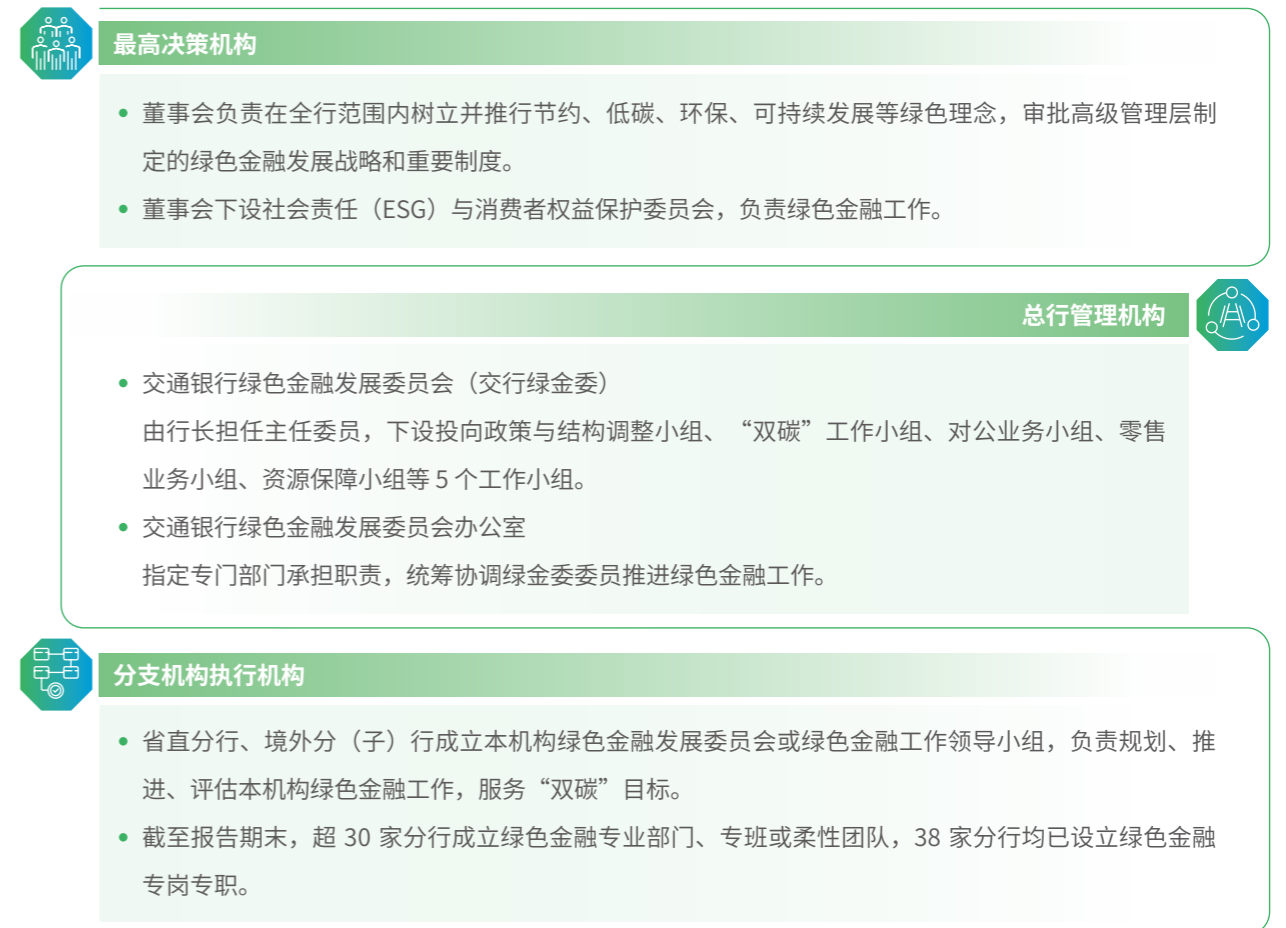 最高决策机构
董事会负责在全行范围内树立并推行节约、低碳、环保、可持续发展等绿色理念，审批高级管理层制
定的绿色金融发展战略和重要制度。
董事会下设社会责任（ESG）与消费者权益保护委员会，负责绿色金融工作。
总行管理机构
交通银行绿色金融发展委员会（交行绿金委）
由行长担任主任委员，下设投向政策与结构调整小组、“双碳”工作小组、对公业务小组、零售
业务小组、资源保障小组等 5 个工作小组。
交通银行绿色金融发展委员会办公室
指定专门部门承担职责，统筹协调绿金委委员推进绿色金融工作。
分支机构执行机构
省直分行、境外分（子）行成立本机构绿色金融发展委员会或绿色金融工作领导小组，负责规划、推
进、评估本机构绿色金融工作，服务“双碳”目标。
截至报告期末，超 30 家分行成立绿色金融专业部门、专班或柔性团队，38 家分行均已设立绿色金融
专岗专职。